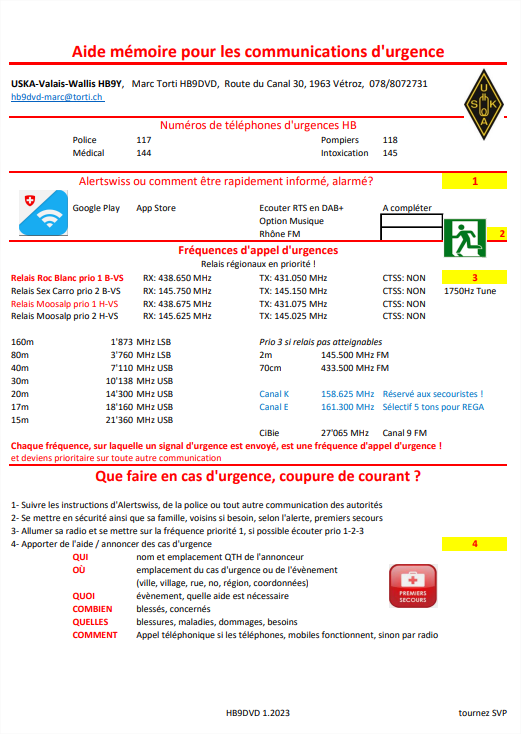 Aide mémoire pour les communications d'urgence
USKA-Valais-Wallis HB9Y, Marc Torti HB9DVD, Route du Canal 30, 1963 Vétroz, 078/8072731
hb9dvd-marc@torti.ch
U
S K
A
Numéros de téléphones d'urgences HB
Police 117 Pompiers 118
Médical 144 Intoxication 145
Alertswiss ou comment être rapidement informé, alarmé? 1
Google Play App Store Ecouter RTS en DAB+ A compléter
Option Musique
Rhône FM 2
Fréquences d'appel d'urgences
Relais régionaux en priorité !
Relais Roc Blanc prio 1 B-VS RX: 438.650 MHz TX: 431.050 MHz CTSS: NON 3
Relais Sex Carro prio 2 B-VS RX: 145.750 MHz TX: 145.150 MHz CTSS: NON 1750Hz Tune
Relais Moosalp prio 1 H-VS RX: 438.675 MHz TX: 431.075 MHz CTSS: NON
Relais Moosalp prio 2 H-VS RX: 145.625 MHz TX: 145.025 MHz CTSS: NON
160m 1'873 MHz LSB Prio 3 si relais pas atteignables
80m 3'760 MHz LSB 2m 145.500 MHz FM
40m 7'110 MHz USB 70cm 433.500 MHz FM
30m 10'138 MHz USB
20m 14'300 MHz USB Canal K 158.625 MHz Réservé aux secouristes !
17m 18'160 MHz USB Canal E 161.300 MHz Sélectif 5 tons pour REGA
15m 21'360 MHz USB
CiBie 27'065 MHz Canal 9 FM
Chaque fréquence, sur laquelle un signal d'urgence est envoyé, est une fréquence d'appel d'urgence !
et deviens prioritaire sur toute autre communication
Que faire en cas d'urgence, coupure de courant ?
1- Suivre les instructions d'Alertswiss, de la police ou tout autre communication des autorités
2- Se mettre en sécurité ainsi que sa famille, voisins si besoin, selon l'alerte, premiers secours
3- Allumer sa radio et se mettre sur la fréquence priorité 1, si possible écouter prio 1-2-3
4- Apporter de l'aide / annoncer des cas d'urgence 4
QUI nom et emplacement QTH de l'annonceur
OÙ emplacement du cas d'urgence ou de l'évènement
(ville, village, rue, no, région, coordonnées)
QUOI évènement, quelle aide est nécessaire
COMBIEN blessés, concernés
QUELLES blessures, maladies, dommages, besoins
COMMENT Appel téléphonique si les téléphones, mobiles fonctionnent, sinon par radio
PREMIERS
SECOURS
HB9DVD 1.2023 tournez SVP